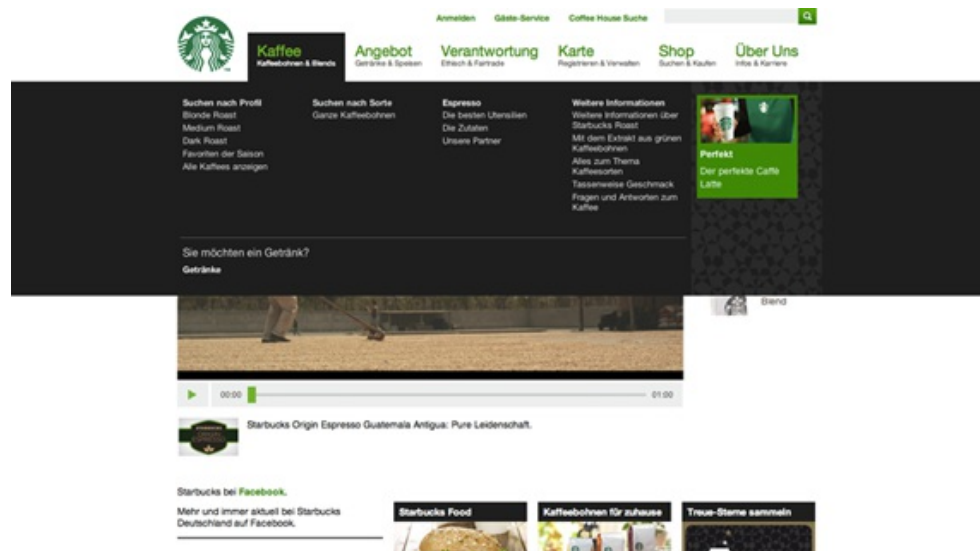 Anmelden Gäste-Service Coffee House Suche
Kaffee
Kaffeebohnen & Blends
Angebot
Getränke & Speisen
Verantwortung
Ethisch & Fairtrade
Karte
Registrieren & Verwalten
Shop
Suchen & Kaufen
Über Uns
Infos & Karriere
Suchen nach Profil
Blonde Roast
Medium Roast
Dark Roast
Favoriten der Saison
Alle Kaffees anzeigen
Suchen nach Sorte
Ganze Kaffeebohnen
Espresso
Die besten Utensilien
Die Zutaten
Unsere Partner
Weitere Informationen
Weitere Informationen über
Starbucks Roast
Mit dem Extrakt aus grünen
Kaffeebohnen
Alles zum Thema
Kaffeesorten
Tassenweise Geschmack
Fragen und Antworten zum
Kaffee
Perfekt
Der perfekte Caffè
Latte
Sie möchten ein Getränk?
Getränke
Blend
00:00
01:00
Starbucks Origin Espresso Guatemala Antigua: Pure Leidenschaft.
Starbucks bei Facebook.
Mehr und immer aktuell bei Starbucks
Deutschland auf Facebook.
Starbucks Food
Kaffeebohnen für zuhause
Treue-Sterne sammeln